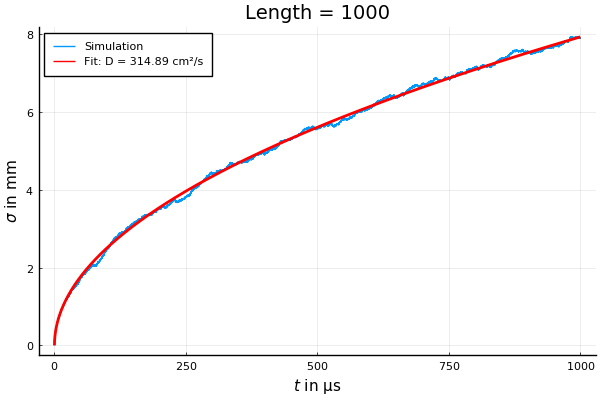 Length = 1000
Simulation
Fit: D = 314.89 cm²/s
8
6
4
2
0
σ in mm
0 250 500 750 1000
t in μs